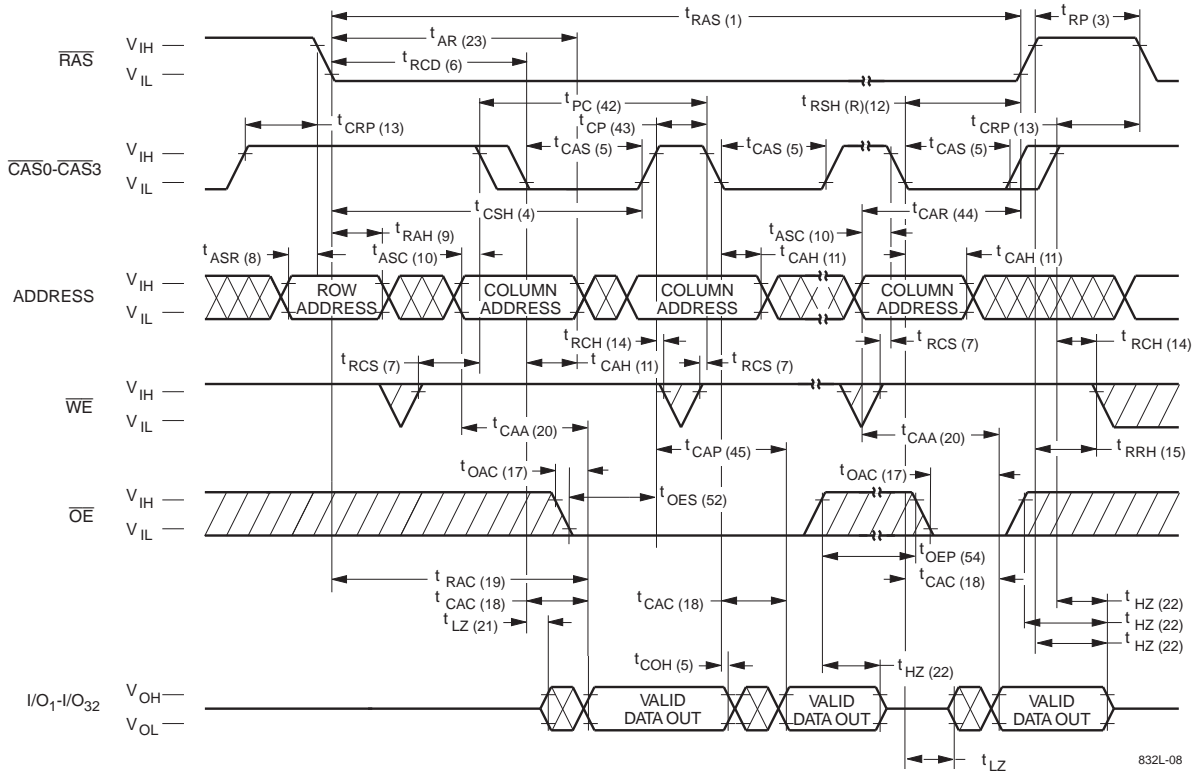 t RAS (1)
t RP (3)
t AR (23)
RAS
V IH
V IL
t RCD (6)
t PC (42)
t RSH (R)(12)
t CRP (13)
t CP (43)
t CRP (13)
CAS0-CAS3
V IH
V IL
t CAS (5)
t CAS (5)
t CAS (5)
t CSH (4)
t CAR (44)
t RAH (9)
t ASC (10)
t ASR (8)
t ASC (10)
t CAH (11)
t CAH (11)
ADDRESS
V IH
V IL
ROW ADDRESS
COLUMN ADDRESS
COLUMN ADDRESS
COLUMN ADDRESS
t RCH (14)
t RCS (7)
t RCH (14)
t RCS (7)
t CAH (11)
t RCS (7)
WE
V IH
V IL
t CAA (20)
t CAP (45)
t CAA (20)
t RRH (15)
t OAC (17)
t OAC (17)
OE
V IH
V IL
t OES (52)
t OEP (54)
t RAC (19)
t CAC (18)
t CAC (18)
t CAC (18)
t HZ (22)
t LZ (21)
t HZ (22)
t HZ (22)
t COH (5)
t HZ (22)
I/O1-I/O32
V OH
V OL
VALID DATA OUT
VALID DATA OUT
VALID DATA OUT
t LZ
832L-08